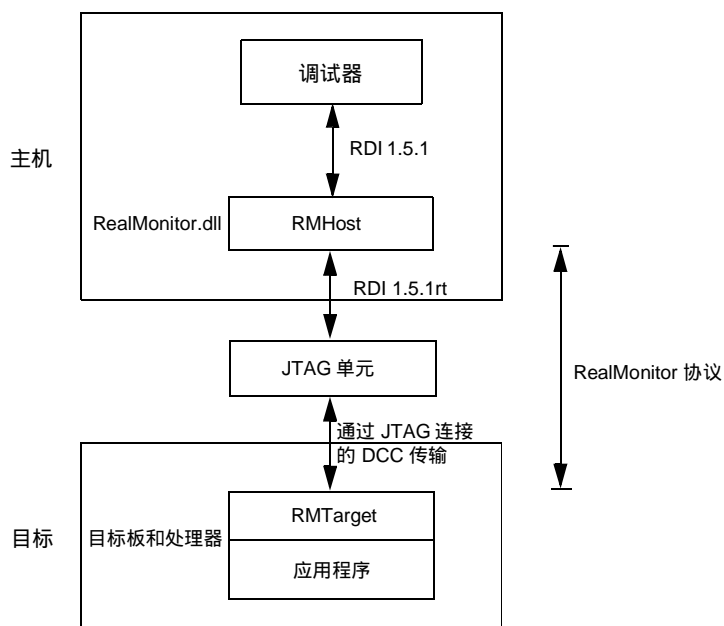 调试器
RDI 1.5.1
主机
RealMonitor.dll
RMHost
RDI 1.5.1rt
JTAG 单元
RealMonitor 协议
通过 JTAG 连接
的 DCC 传输
RMTarget
目标
目标板和处理器
应用程序